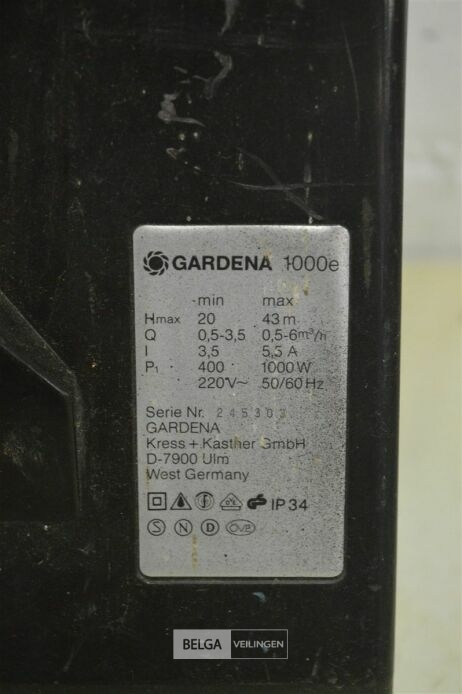 GARDENA 1000e
min max
Hmax 20 43 m
Q 0,5-3,5 0,5-6m³/h
I 3,5 5,5 A
P₁ 400 1000 W
220V~ 50/60 Hz
Serie Nr. 245303
GARDENA
Kress + Kastner GmbH
D-7900 Ulm
West Germany
IP 34
S N D ÖVE
BELGA VEILINGEN